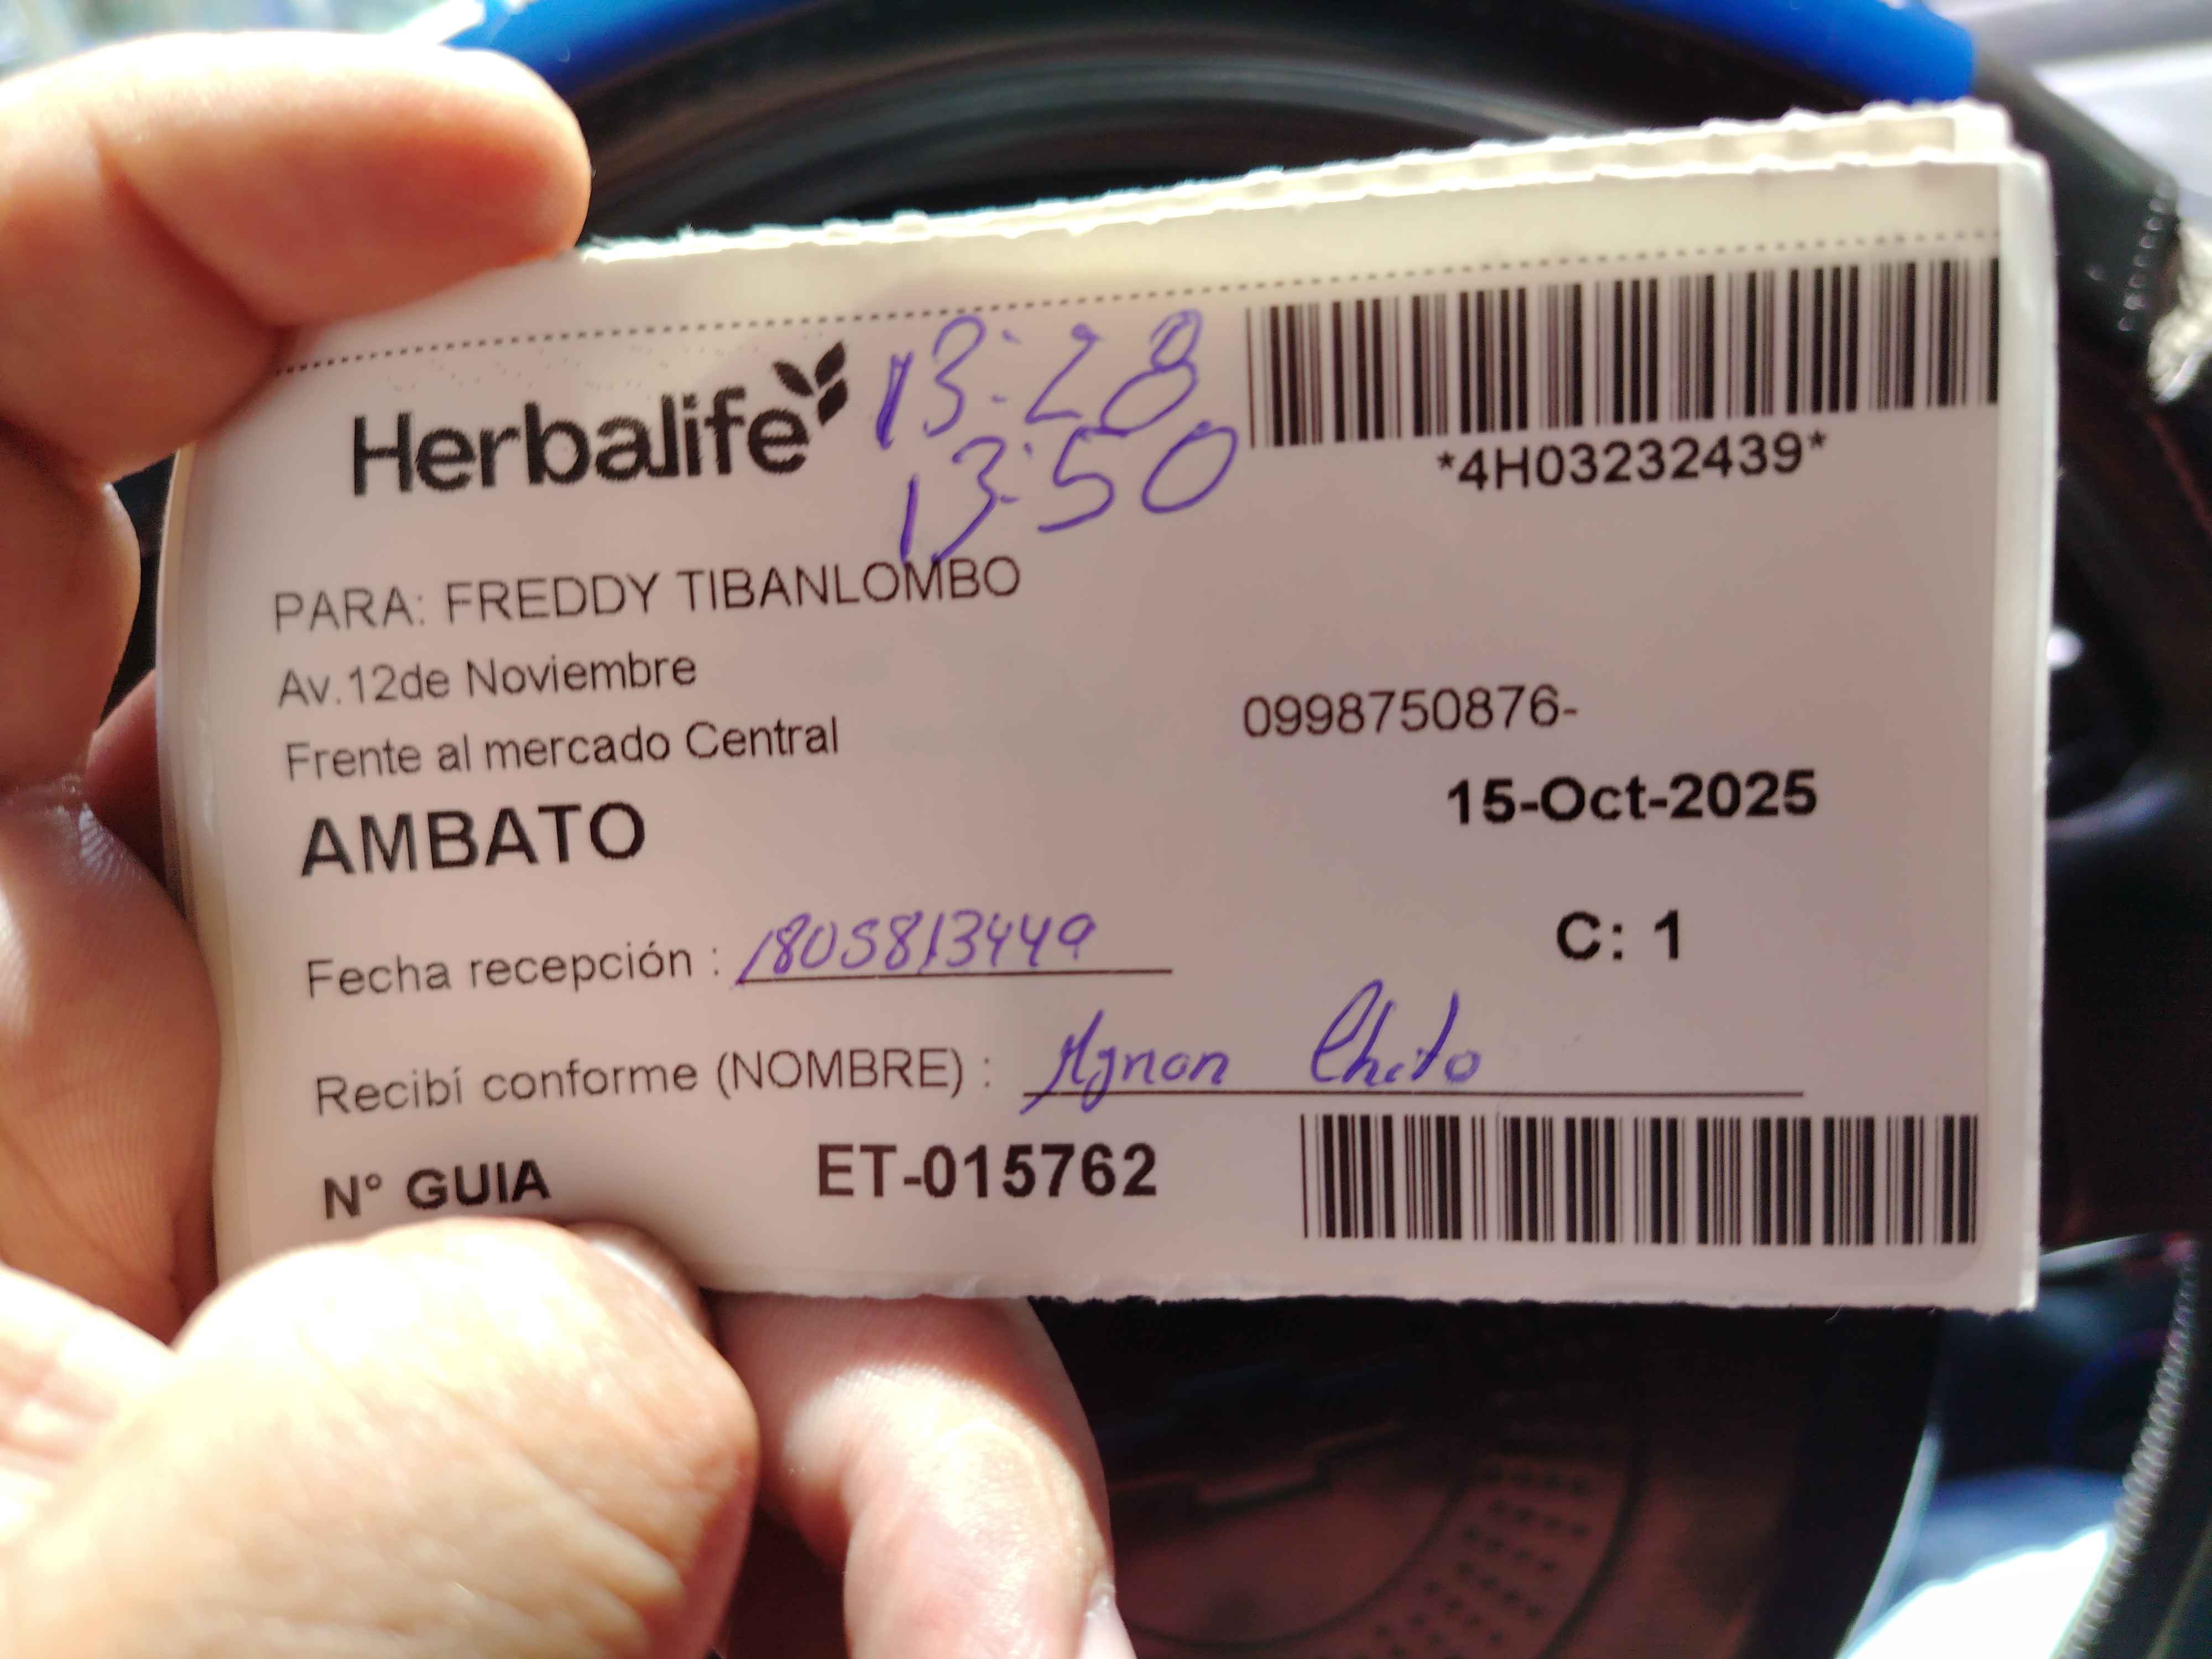 Herbalife
13:28
13:50
*4H03232439*
PARA: FREDDY TIBANLOMBO
Av.12de Noviembre
0998750876-
Frente al mercado Central
15-Oct-2025
AMBATO
C: 1
Fecha recepción : 1805813449
Recibí conforme (NOMBRE) :
N° GUIA ET-015762